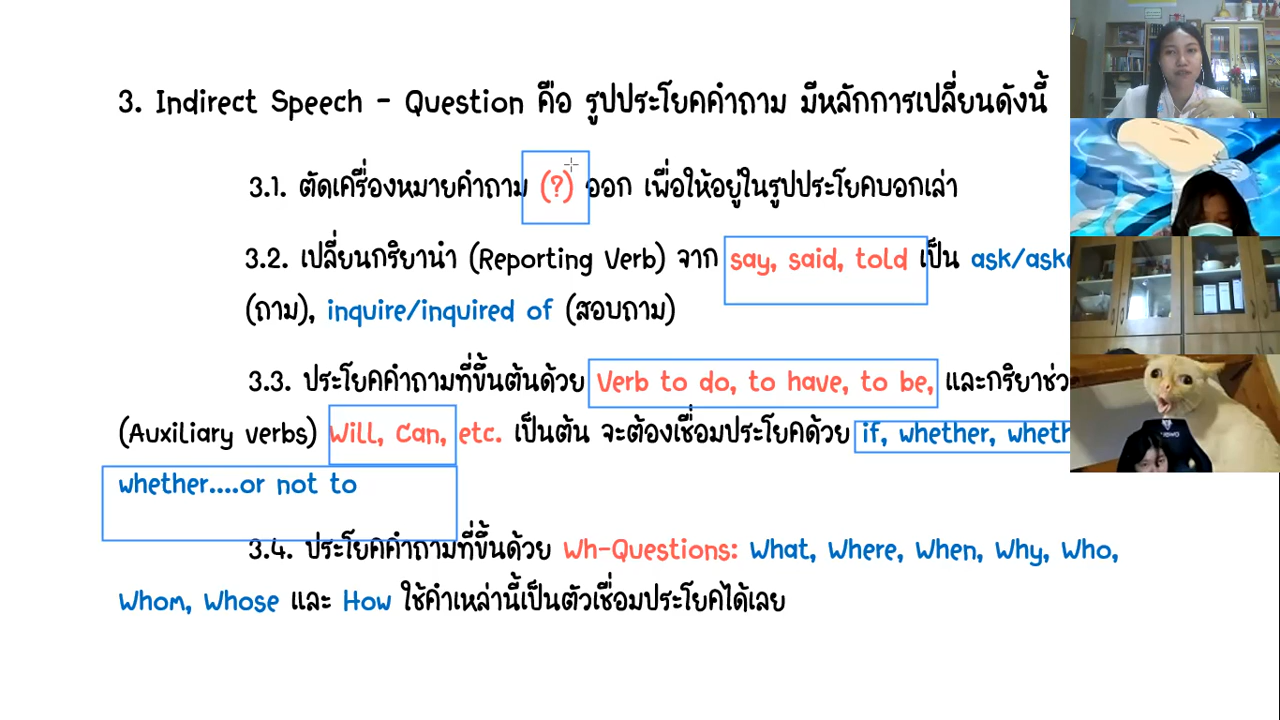 3. Indirect Speech - Question คือ รูปประโยคคำถาม มีหลักการเปลี่ยนดังนี้
3.1. ตัดเครื่องหมายคำถาม (?) ออก เพื่อให้อยู่ในรูปประโยคบอกเล่า
3.2. เปลี่ยนกริยานำ (Reporting Verb) จาก say, said, told เป็น
(ถาม), inquire/inquired of (สอบถาม)
3.3. ประโยคคำถามที่ขึ้นต้นด้วย Verb to do, to have, to be,
(Auxiliary verbs) Will, Can, etc. เป็นต้น จะต้องเชื่อมประโยคด้วย if, whether,
whether....or not to
3.4. ประโยคคำถามที่ขึ้นด้วย Wh-Questions: What, Where, When, Why, Who,
Whom, Whose และ How ใช้คำเหล่านี้เป็นตัวเชื่อมประโยคได้เลย